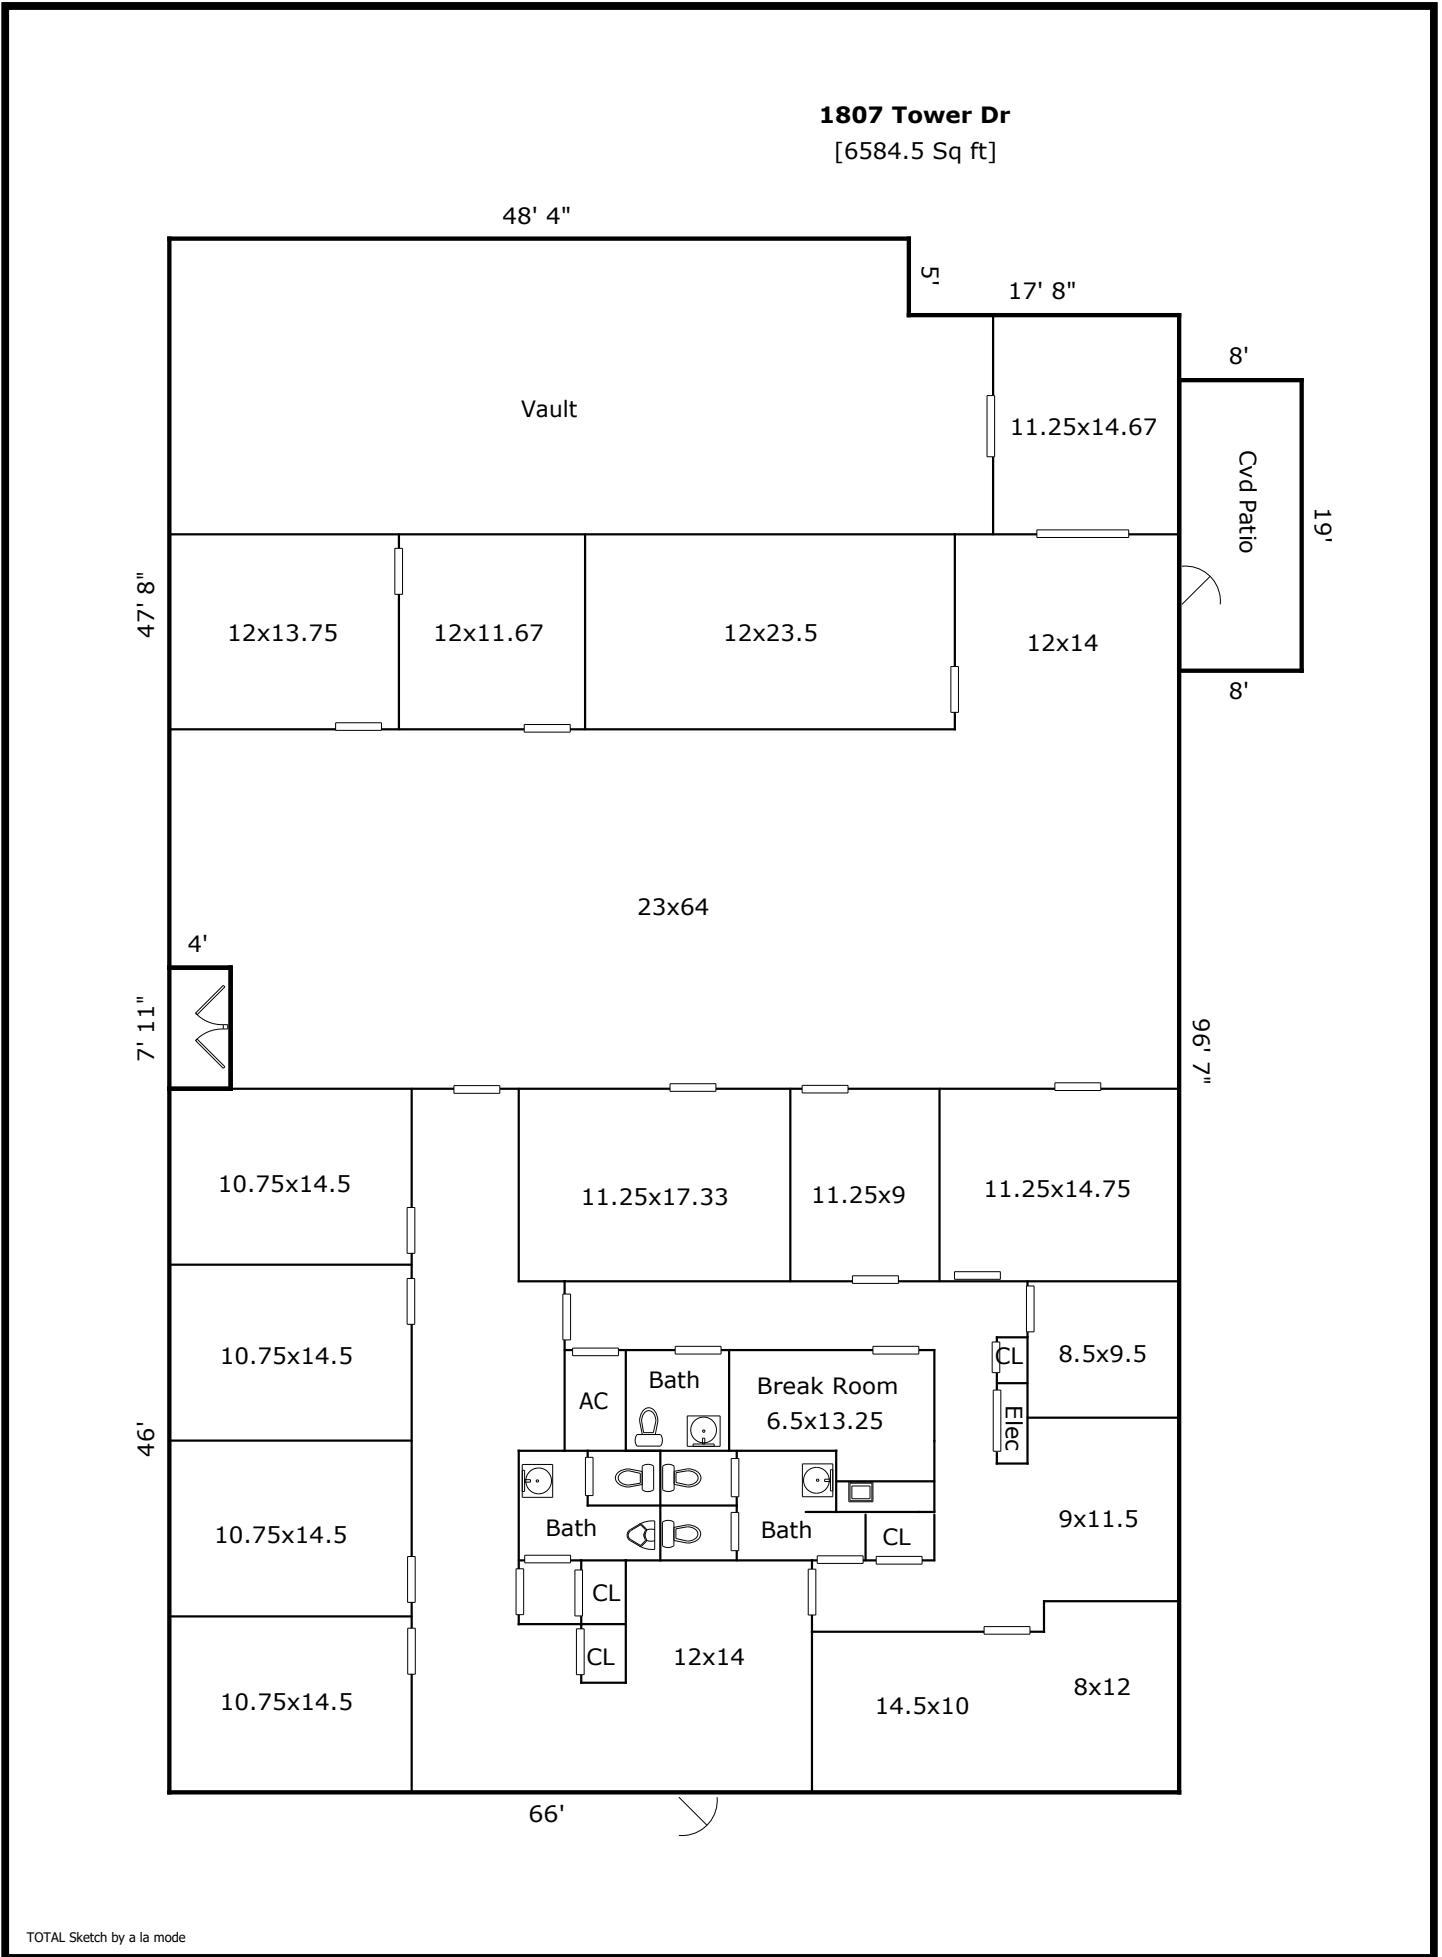 1807 Tower Dr
[6584.5 Sq ft]
48' 4"
5'
17' 8"
8'
Vault
11.25x14.67
Cvd Patio
19'
47' 8"
12x13.75
12x11.67
12x23.5
12x14
8'
23x64
4'
7' 11"
96' 7"
10.75x14.5
11.25x17.33
11.25x9
11.25x14.75
10.75x14.5
CL
8.5x9.5
Bath
Break Room
6.5x13.25
AC
Elec
46'
10.75x14.5
Bath
Bath
CL
9x11.5
CL
CL
12x14
10.75x14.5
14.5x10
8x12
66'
TOTAL Sketch by a la mode